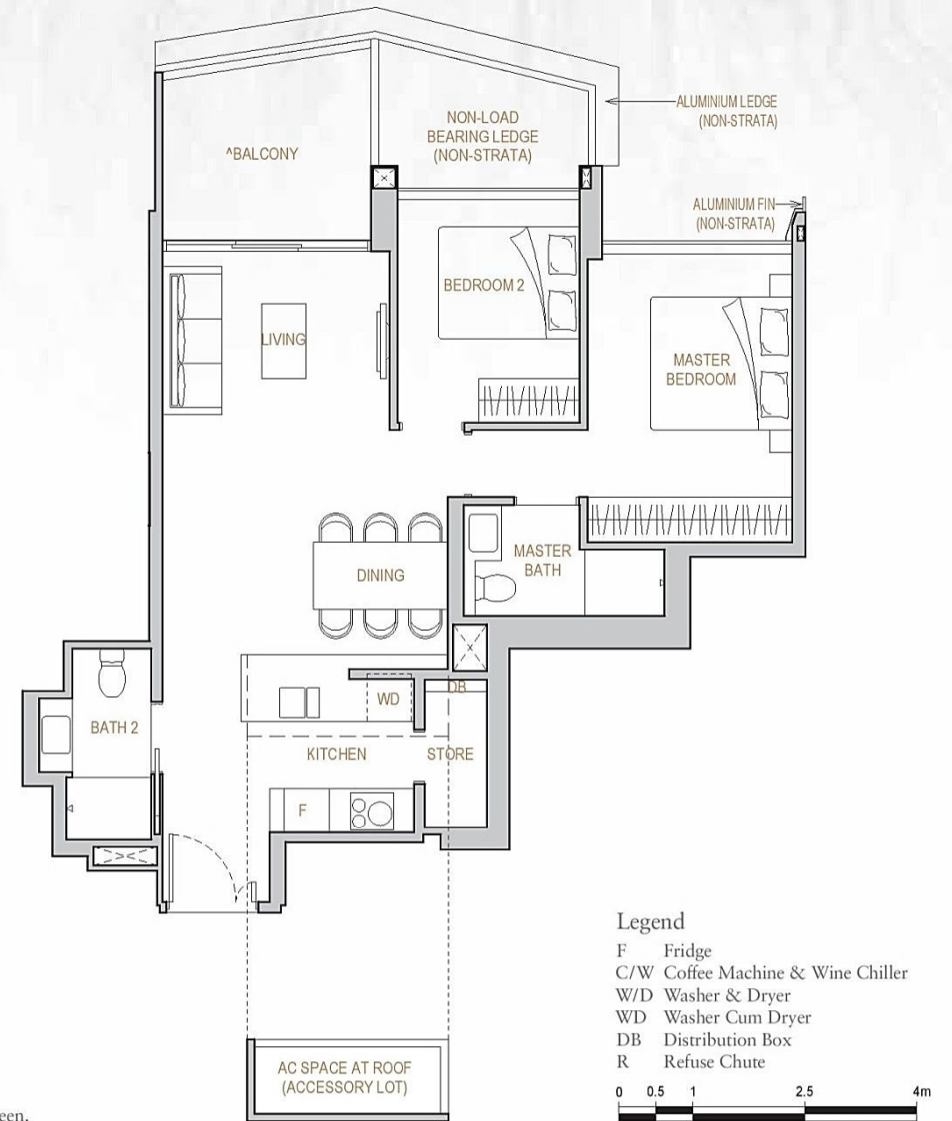 ALUMINIUM LEDGE
(NON-STRATA)
NON-LOAD
BEARING LEDGE
(NON-STRATA)
^BALCONY
ALUMINIUM FIN
(NON-STRATA)
BEDROOM 2
LIVING
MASTER
BEDROOM
MASTER
BATH
DINING
DB
WD
BATH 2
KITCHEN
STORE
F
AC SPACE AT ROOF
(ACCESSORY LOT)
Legend
F Fridge
C/W Coffee Machine & Wine Chiller
W/D Washer & Dryer
WD Washer Cum Dryer
DB Distribution Box
R Refuse Chute
0 0.5 1 2.5 4m
een.